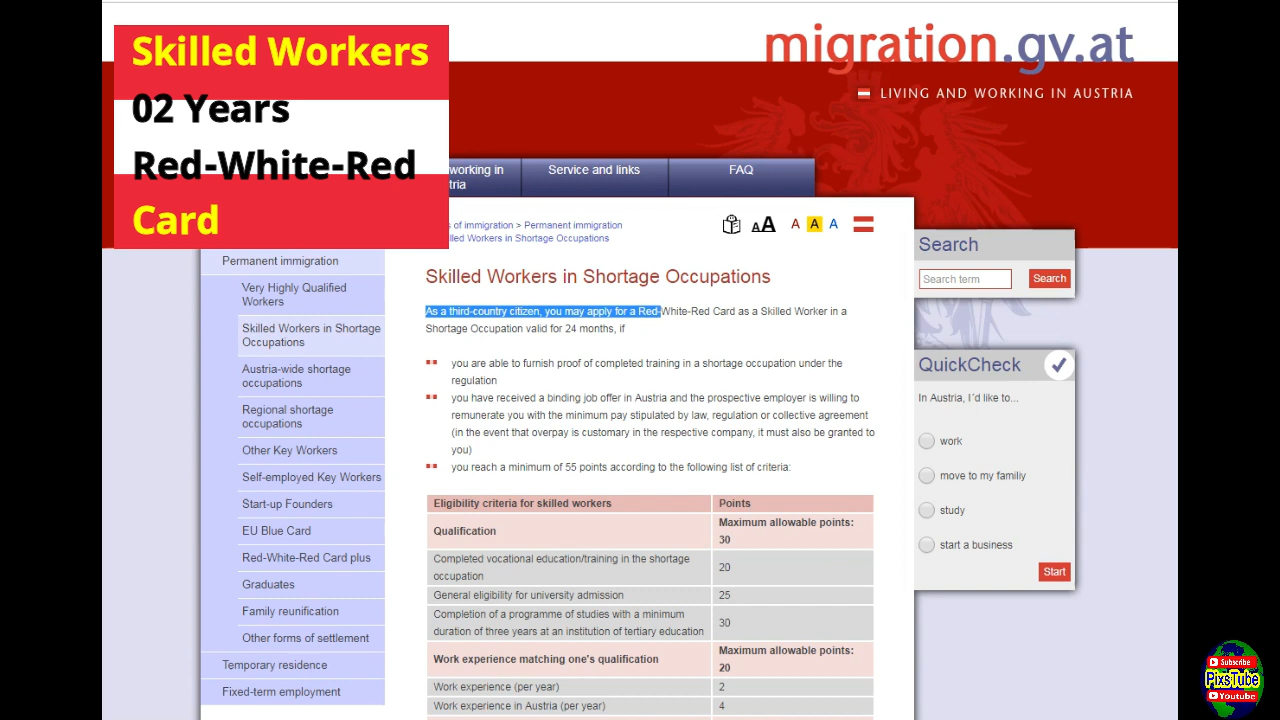 Skilled Workers
02 Years
Red-White-Red
Card
migration.gv.at
LIVING AND WORKING IN AUSTRIA
working in
tria
Service and links
FAQ
s of immigration > Permanent immigration
lled Workers in Shortage Occupations
AA
A A A
Permanent immigration
Very Highly Qualified
Workers
Skilled Workers in Shortage
Occupations
Austria-wide shortage
occupations
Regional shortage
occupations
Other Key Workers
Self-employed Key Workers
Start-up Founders
EU Blue Card
Red-White-Red Card plus
Graduates
Family reunification
Other forms of settlement
Temporary residence
Fixed-term employment
Skilled Workers in Shortage Occupations
As a third-country citizen, you may apply for a Red-White-Red Card as a Skilled Worker in a
Shortage Occupation valid for 24 months, if
you are able to furnish proof of completed training in a shortage occupation under the
regulation
you have received a binding job offer in Austria and the prospective employer is willing to
remunerate you with the minimum pay stipulated by law, regulation or collective agreement
(in the event that overpay is customary in the respective company, it must also be granted to
you)
you reach a minimum of 55 points according to the following list of criteria:
Eligibility criteria for skilled workers Points
Qualification Maximum allowable points:
30
Completed vocational education/training in the shortage
occupation 20
General eligibility for university admission 25
Completion of a programme of studies with a minimum
duration of three years at an institution of tertiary education 30
Work experience matching one's qualification Maximum allowable points:
20
Work experience (per year) 2
Work experience in Austria (per year) 4
Search
Search term Search
QuickCheck
In Austria, I´d like to...
work
move to my familiy
study
start a business
Start
Subscribe
PixsTube
Youtube